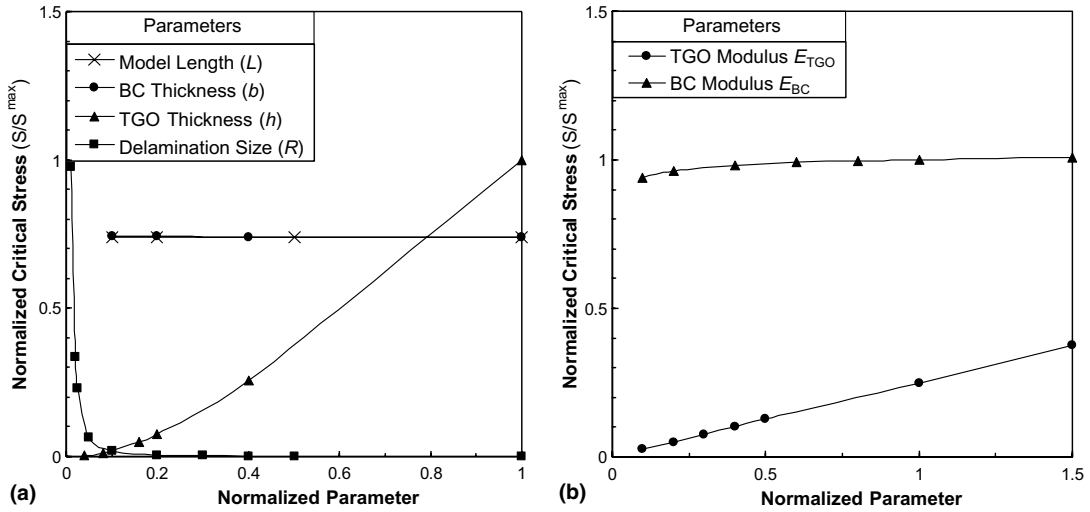 1.5
Parameters
Model Length (L)
BC Thickness (b)
TGO Thickness (h)
Delamination Size (R)
1
0.5
0
0
0.2
0.4
0.6
0.8
1
Normalized Critical Stress (S/S^max)
Normalized Parameter
(a)
1.5
Parameters
TGO Modulus E_TGO
BC Modulus E_BC
1
0.5
0
0
0.5
1
1.5
Normalized Critical Stress (S/S^max)
Normalized Parameter
(b)